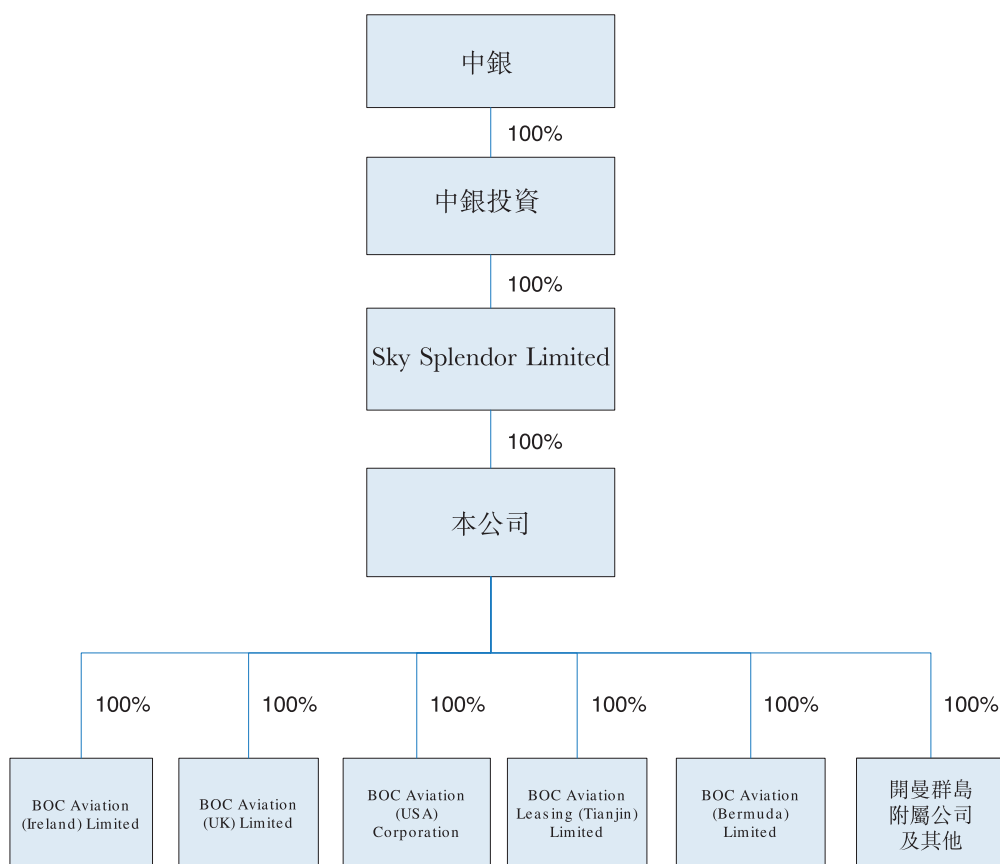 中銀
100%
中銀投資
100%
Sky Splendor Limited
100%
本公司
100%
100%
100%
100%
100%
100%
BOC Aviation
(Ireland) Limited
BOC Aviation
(UK) Limited
BOC Aviation
(USA)
Corporation
BOC Aviation
Leasing (Tianjin)
Limited
BOC Aviation
(Bermuda)
Limited
開曼群島
附屬公司
及其他